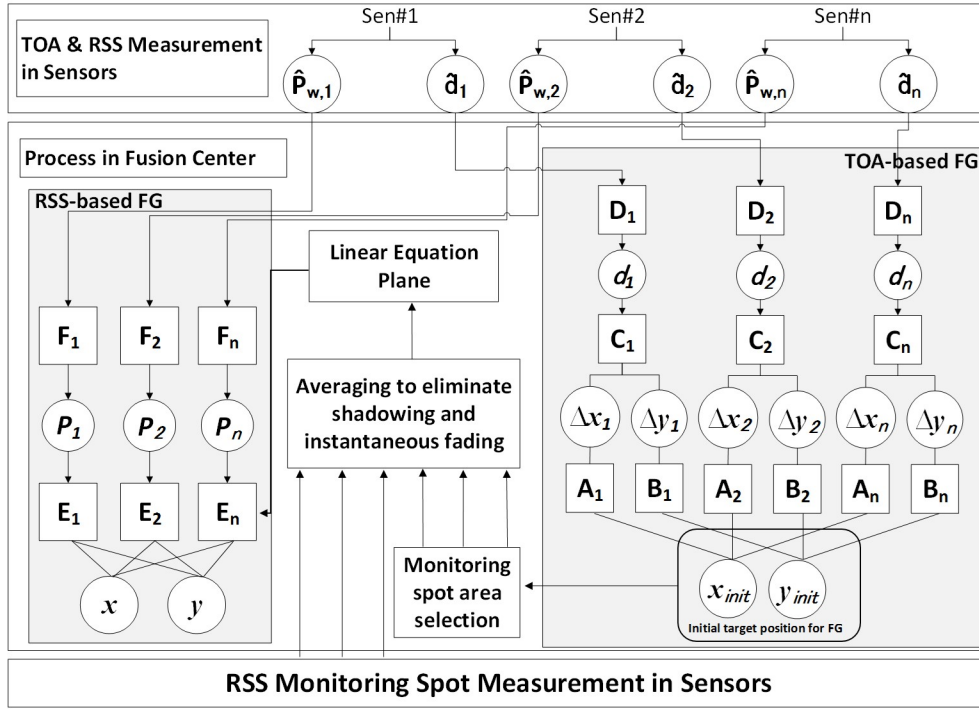 Sen#1 Sen#2 Sen#n
TOA & RSS Measurement
in Sensors
P̂w,1 d̂1 P̂w,2 d̂2 P̂w,n d̂n
Process in Fusion Center
TOA-based FG
RSS-based FG
D1 D2 Dn
Linear Equation
Plane
d1 d2 dn
F1 F2 Fn
C1 C2 Cn
Averaging to eliminate
shadowing and
instantaneous fading
P1 P2 Pn
Δx1 Δy1 Δx2 Δy2 Δxn Δyn
E1 E2 En
A1 B1 A2 B2 An Bn
Monitoring
spot area
selection
x y
xinit yinit
Initial target position for FG
RSS Monitoring Spot Measurement in Sensors